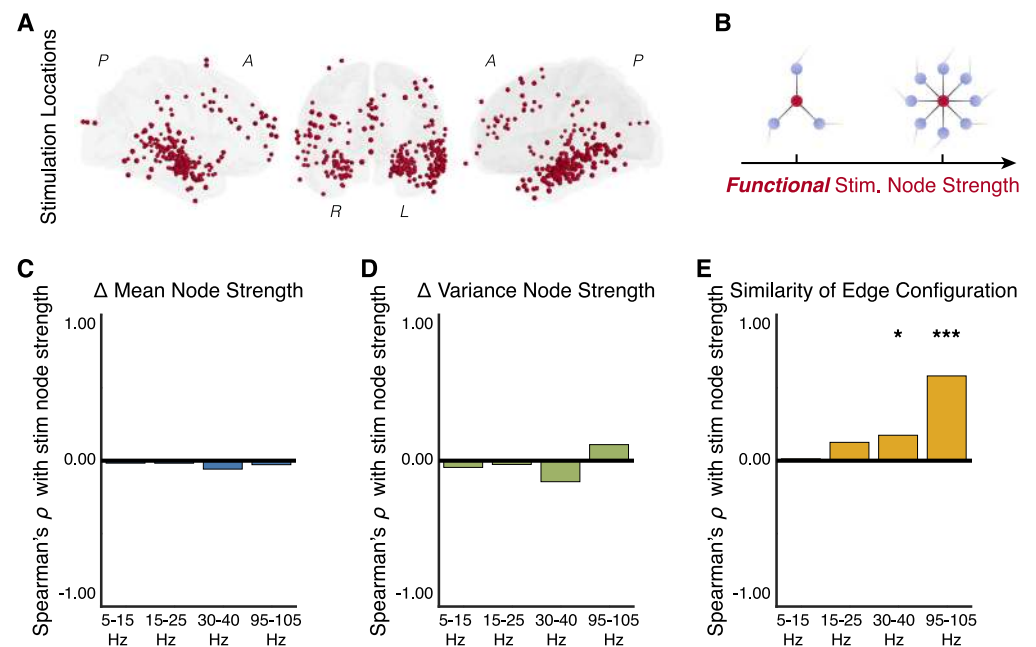 A
Stimulation Locations
P
A
A
P
R
L
B
Functional Stim. Node Strength
C
Δ Mean Node Strength
Spearman's ρ with stim node strength
1.00
0.00
-1.00
5-15 15-25 30-40 95-105
Hz Hz Hz Hz
D
Δ Variance Node Strength
Spearman's ρ with stim node strength
1.00
0.00
-1.00
5-15 15-25 30-40 95-105
Hz Hz Hz Hz
E
Similarity of Edge Configuration
Spearman's ρ with stim node strength
1.00
* ***
0.00
-1.00
5-15 15-25 30-40 95-105
Hz Hz Hz Hz